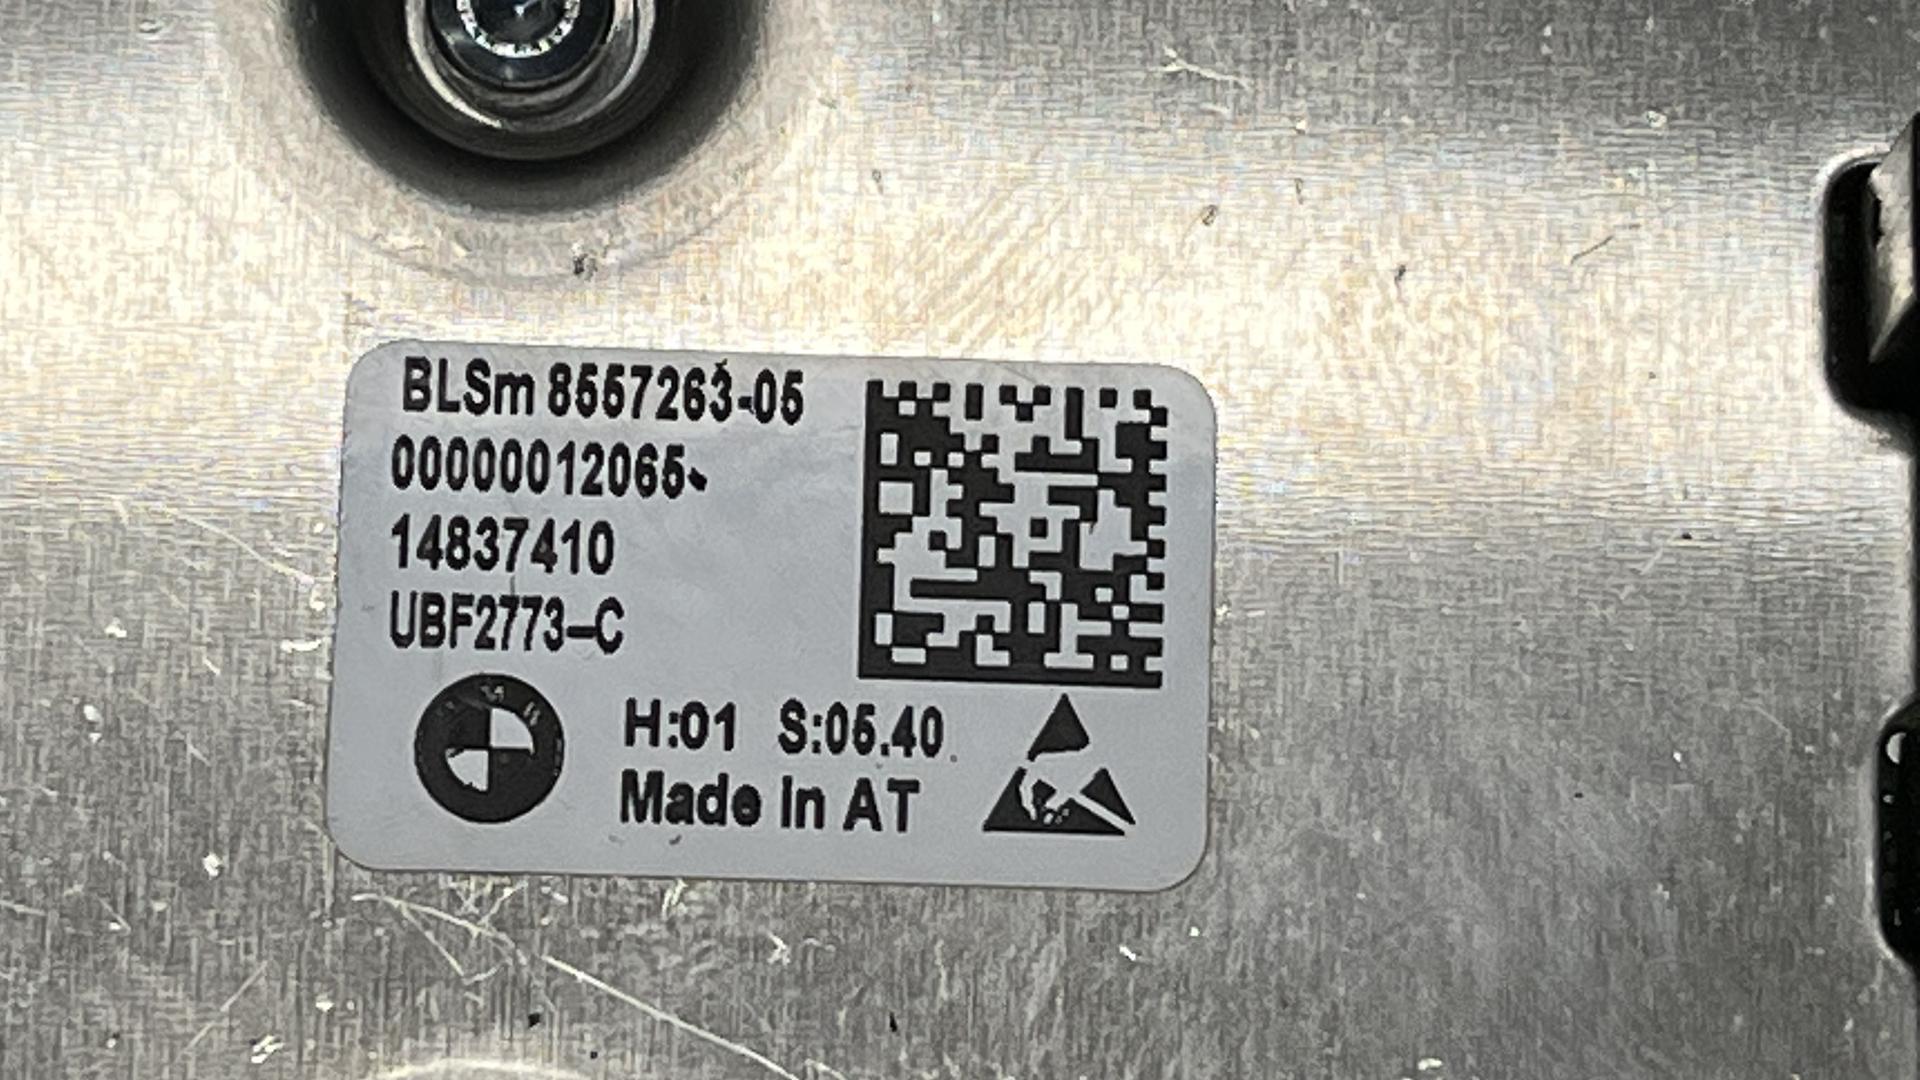 BLSm 8557263-05
00000012065-
14837410
UBF2773-C
H:01 S:05.40
Made in AT